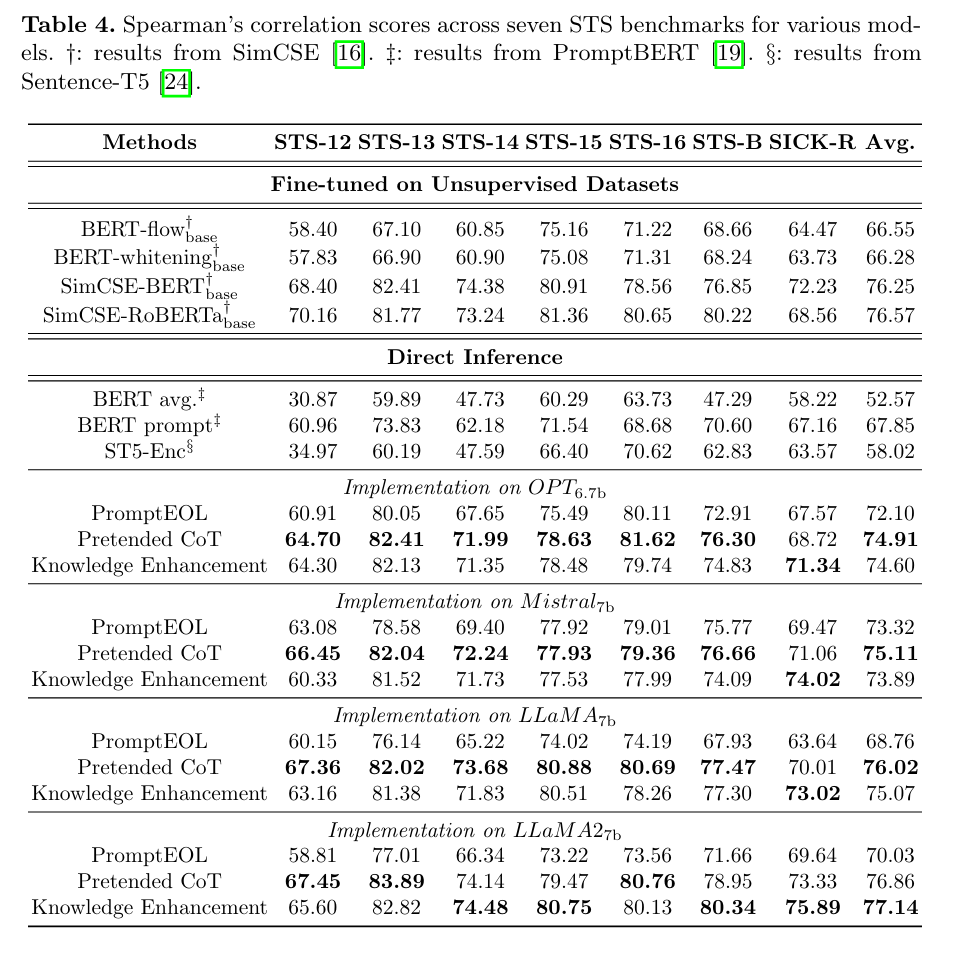 Table 4. Spearman's correlation scores across seven STS benchmarks for various mod-
els. †: results from SimCSE [16]. ‡: results from PromptBERT [19]. §: results from
Sentence-T5 [24].
Methods STS-12 STS-13 STS-14 STS-15 STS-16 STS-B SICK-R Avg.
Fine-tuned on Unsupervised Datasets
BERT-flow†base 58.40 67.10 60.85 75.16 71.22 68.66 64.47 66.55
BERT-whitening†base 57.83 66.90 60.90 75.08 71.31 68.24 63.73 66.28
SimCSE-BERT†base 68.40 82.41 74.38 80.91 78.56 76.85 72.23 76.25
SimCSE-RoBERTa†base 70.16 81.77 73.24 81.36 80.65 80.22 68.56 76.57
Direct Inference
BERT avg.‡ 30.87 59.89 47.73 60.29 63.73 47.29 58.22 52.57
BERT prompt‡ 60.96 73.83 62.18 71.54 68.68 70.60 67.16 67.85
ST5-Enc§ 34.97 60.19 47.59 66.40 70.62 62.83 63.57 58.02
Implementation on OPT6.7b
PromptEOL 60.91 80.05 67.65 75.49 80.11 72.91 67.57 72.10
Pretended CoT 64.70 82.41 71.99 78.63 81.62 76.30 68.72 74.91
Knowledge Enhancement 64.30 82.13 71.35 78.48 79.74 74.83 71.34 74.60
Implementation on Mistral7b
PromptEOL 63.08 78.58 69.40 77.92 79.01 75.77 69.47 73.32
Pretended CoT 66.45 82.04 72.24 77.93 79.36 76.66 71.06 75.11
Knowledge Enhancement 60.33 81.52 71.73 77.53 77.99 74.09 74.02 73.89
Implementation on LLaMA7b
PromptEOL 60.15 76.14 65.22 74.02 74.19 67.93 63.64 68.76
Pretended CoT 67.36 82.02 73.68 80.88 80.69 77.47 70.01 76.02
Knowledge Enhancement 63.16 81.38 71.83 80.51 78.26 77.30 73.02 75.07
Implementation on LLaMA27b
PromptEOL 58.81 77.01 66.34 73.22 73.56 71.66 69.64 70.03
Pretended CoT 67.45 83.89 74.14 79.47 80.76 78.95 73.33 76.86
Knowledge Enhancement 65.60 82.82 74.48 80.75 80.13 80.34 75.89 77.14